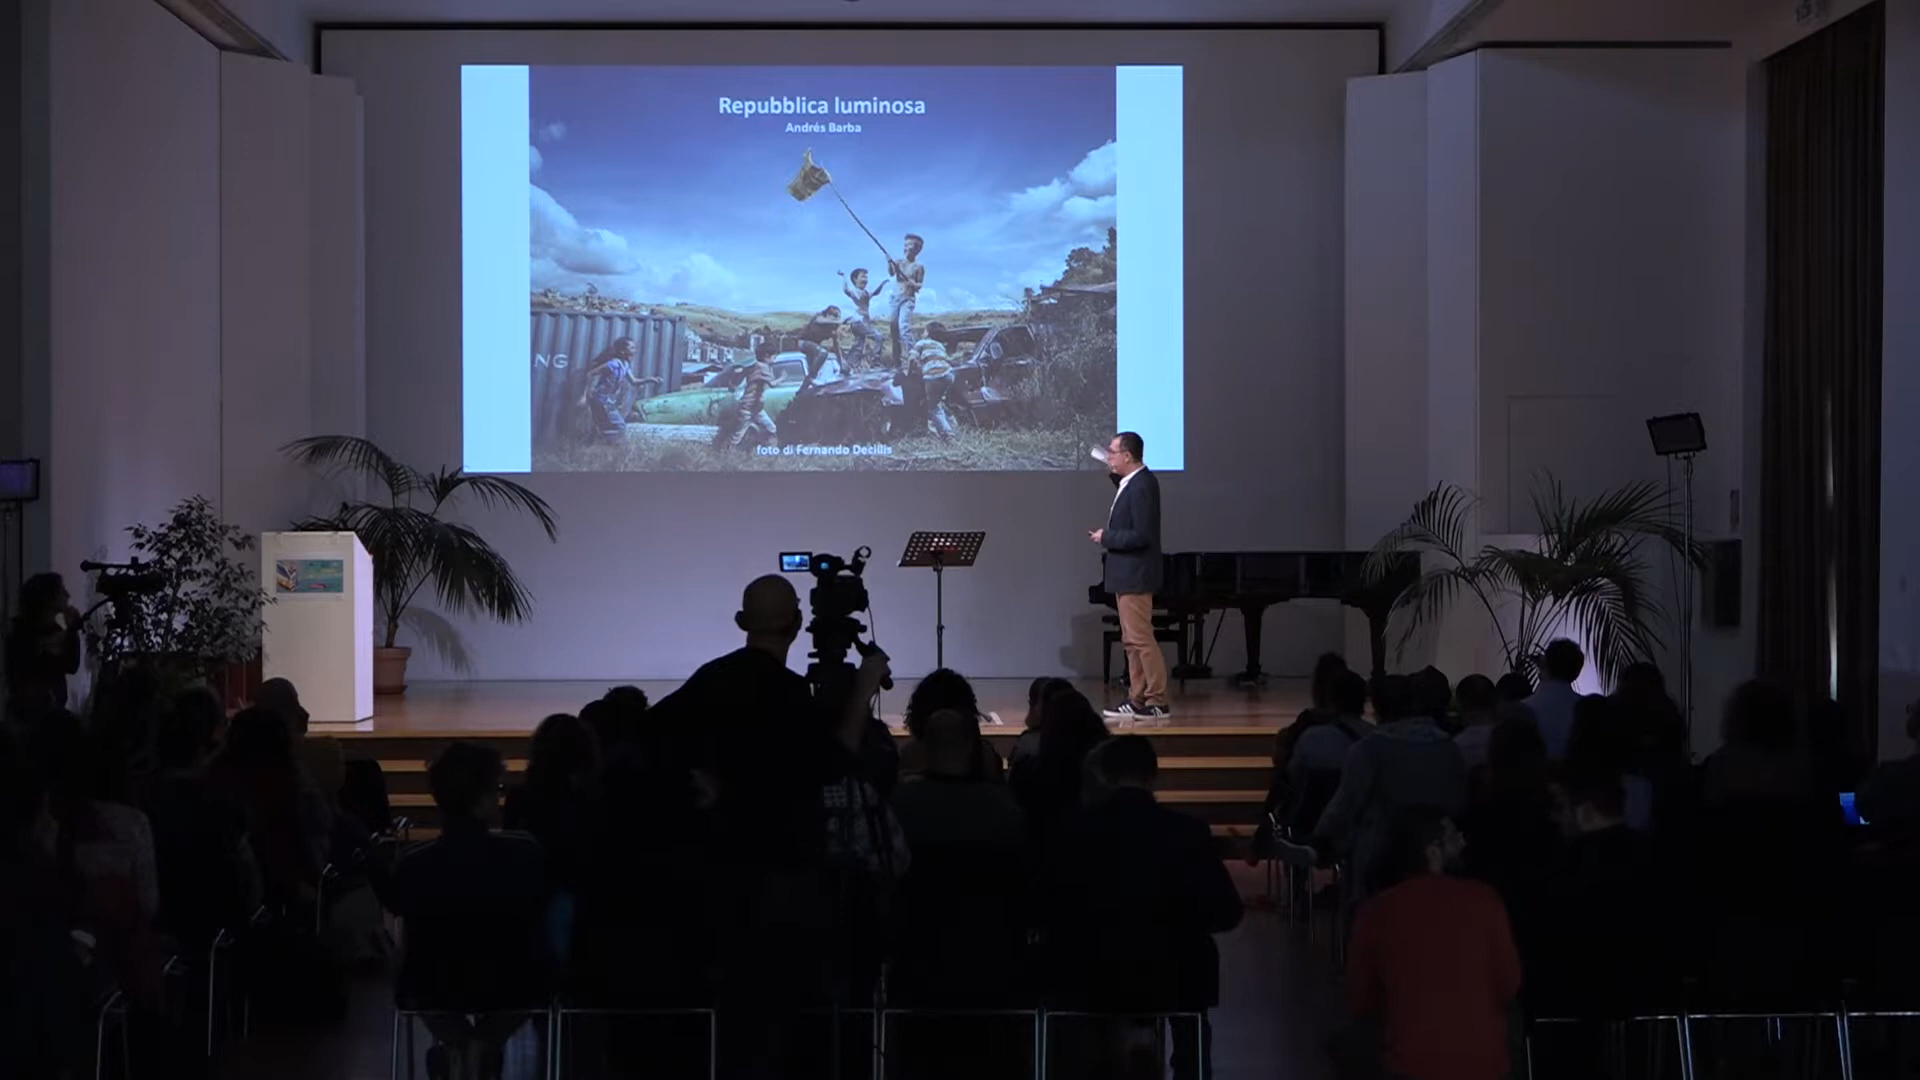 Repubblica luminosa
Andrés Barba
NG
foto di Fernando Decillis